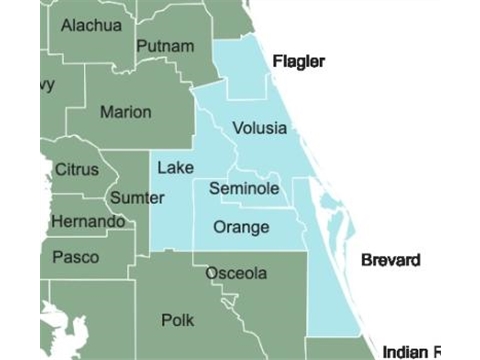 Alachua
Putnam
Flagler
vy
Marion
Volusia
Citrus
Lake
Sumter
Seminole
Hernando
Orange
Pasco
Brevard
Osceola
Polk
Indian R